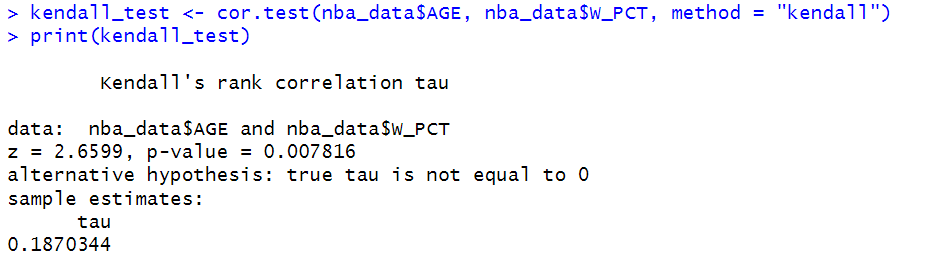 > kendall_test <- cor.test(nba_data$AGE, nba_data$W_PCT, method = "kendall")
> print(kendall_test)
Kendall's rank correlation tau
data:  nba_data$AGE and nba_data$W_PCT
z = 2.6599, p-value = 0.007816
alternative hypothesis: true tau is not equal to 0
sample estimates:
tau
0.1870344